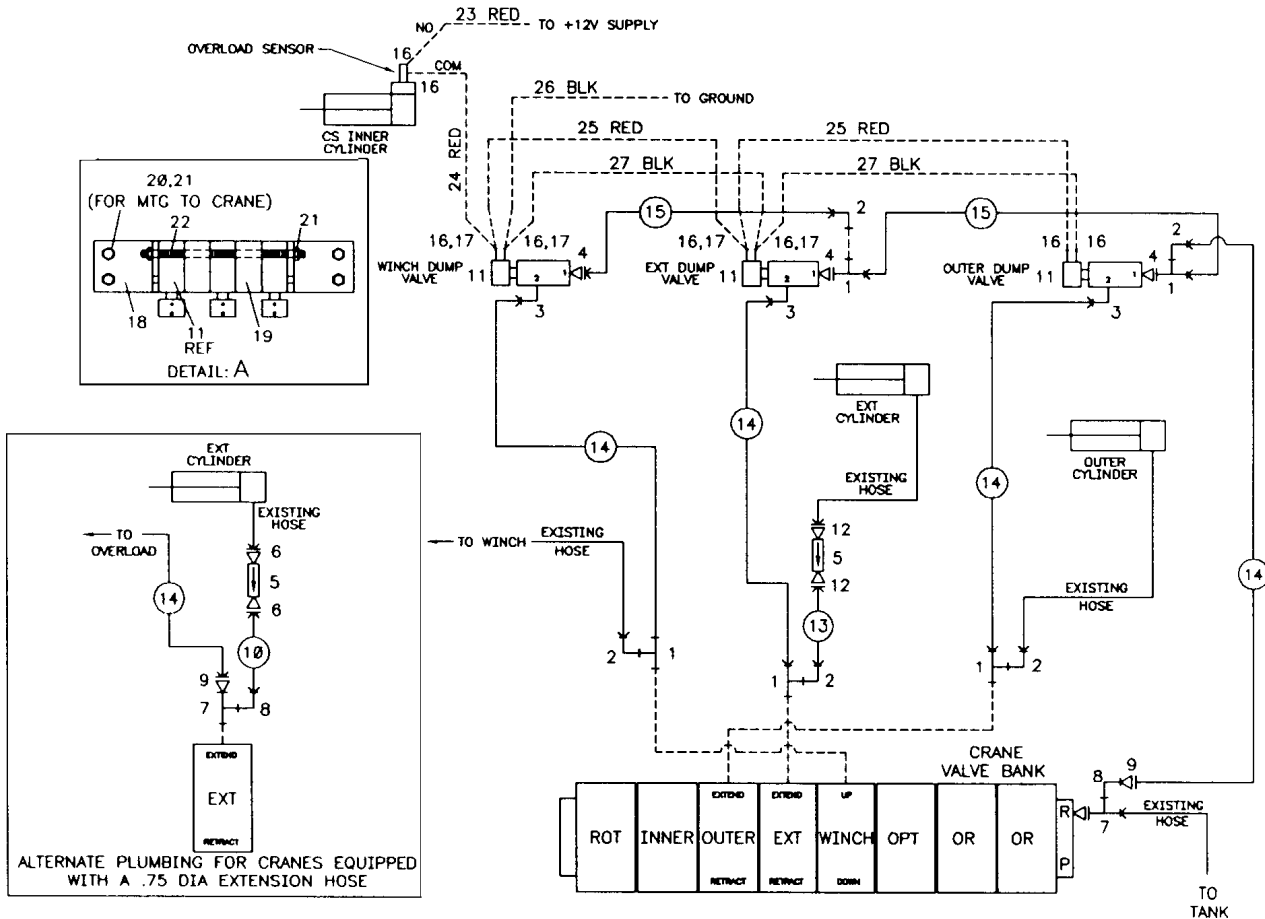 23 RED
NO
TO +12V SUPPLY
OVERLOAD SENSOR
16
COM
16
26 BLK
TO GROUND
CS INNER
CYLINDER
24 RED
25 RED
25 RED
27 BLK
27 BLK
20,21
(FOR MTG TO CRANE)
22
21
18
11
REF
19
DETAIL: A
15
2
15
2
16,17
16,17
4
16,17
16,17
4
16
16
4
WINCH DUMP
VALVE
11
2
1
EXT DUMP
VALVE
11
2
1
1
OUTER DUMP
VALVE
11
2
1
1
3
3
3
EXT
CYLINDER
14
14
14
OUTER
CYLINDER
EXISTING
HOSE
12
5
12
13
TO WINCH
EXISTING
HOSE
2
1
1
2
1
2
EXISTING
HOSE
14
EXT
CYLINDER
EXISTING
HOSE
TO
OVERLOAD
6
5
6
14
10
9
7
8
EXTEND
EXT
RETRACT
ALTERNATE PLUMBING FOR CRANES EQUIPPED
WITH A .75 DIA EXTENSION HOSE
CRANE
VALVE BANK
8
9
7
EXISTING
HOSE
TO
TANK
EXTEND
EXTEND
UP
R
ROT
INNER
OUTER
EXT
WINCH
OPT
OR
OR
P
RETRACT
RETRACT
DOWN